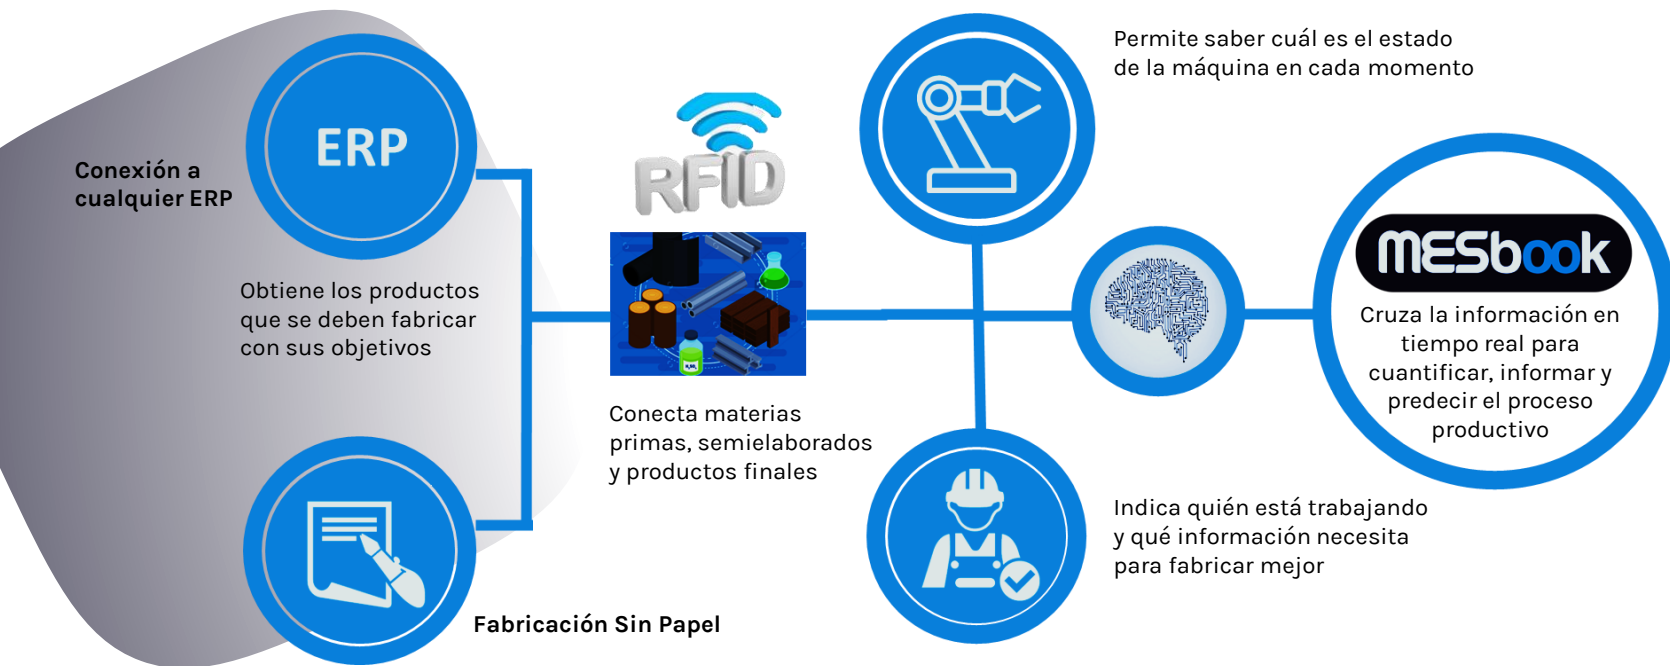 Conexión a
cualquier ERP
ERP
Obtiene los productos
que se deben fabricar
con sus objetivos
Fabricación Sin Papel
RFID
Conecta materias
primas, semielaborados
y productos finales
Permite saber cuál es el estado
de la máquina en cada momento
Indica quién está trabajando
y qué información necesita
para fabricar mejor
MESbook
Cruza la información en
tiempo real para
cuantificar, informar y
predecir el proceso
productivo